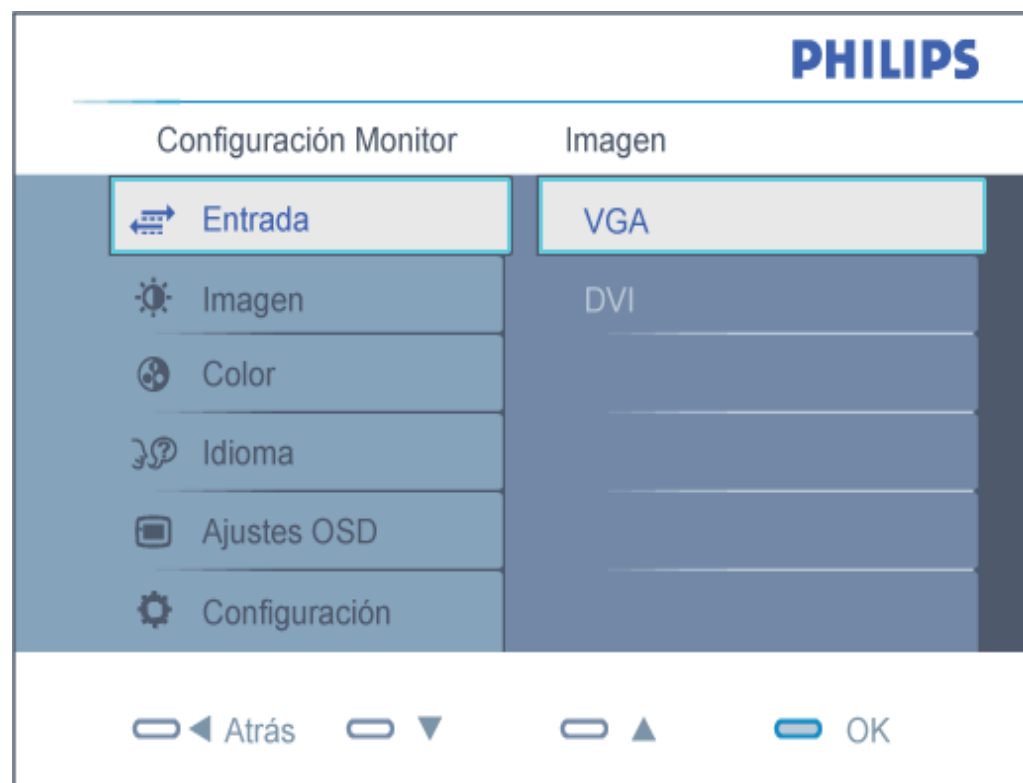 PHILIPS
Configuración Monitor Imagen
Entrada VGA
Imagen DVI
Color
Idioma
Ajustes OSD
Configuración
Atrás OK